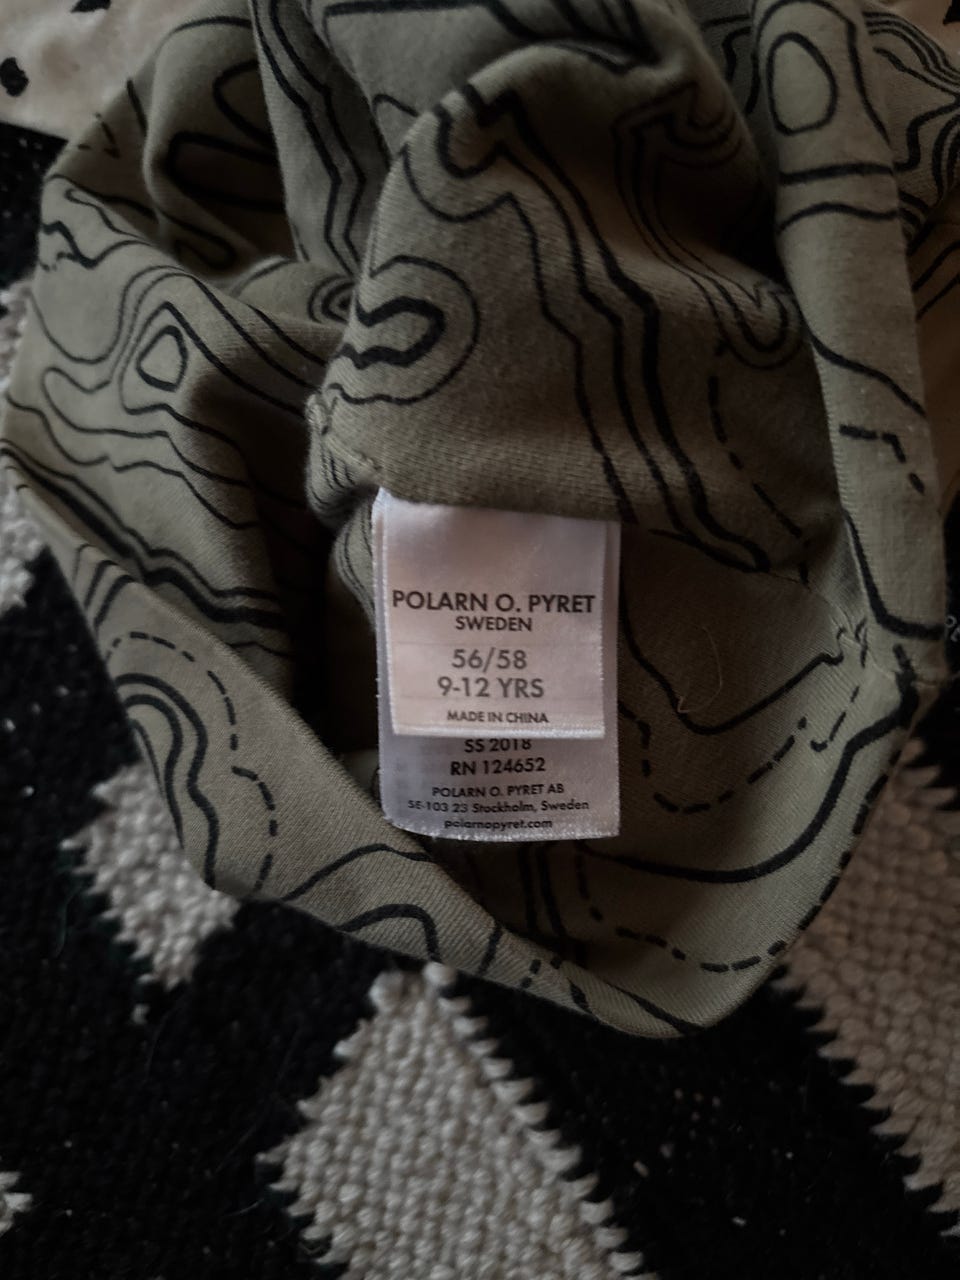 POLARN O. PYRET
SWEDEN
56/58
9-12 YRS
MADE IN CHINA
SS 2018
RN 124652
POLARN O. PYRET AB
SE-103 23 Stockholm, Sweden
polarnopyret.com